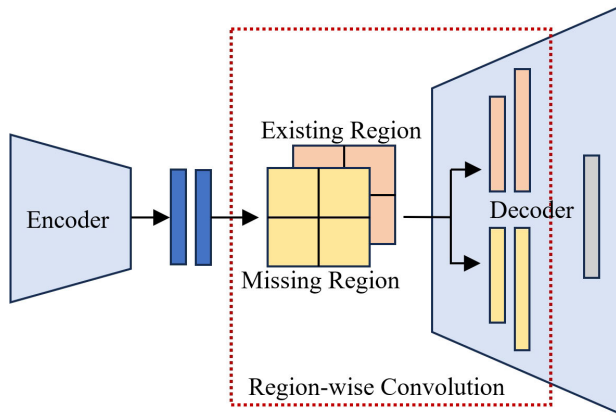 Existing Region
Encoder
Decoder
Missing Region
Region-wise Convolution